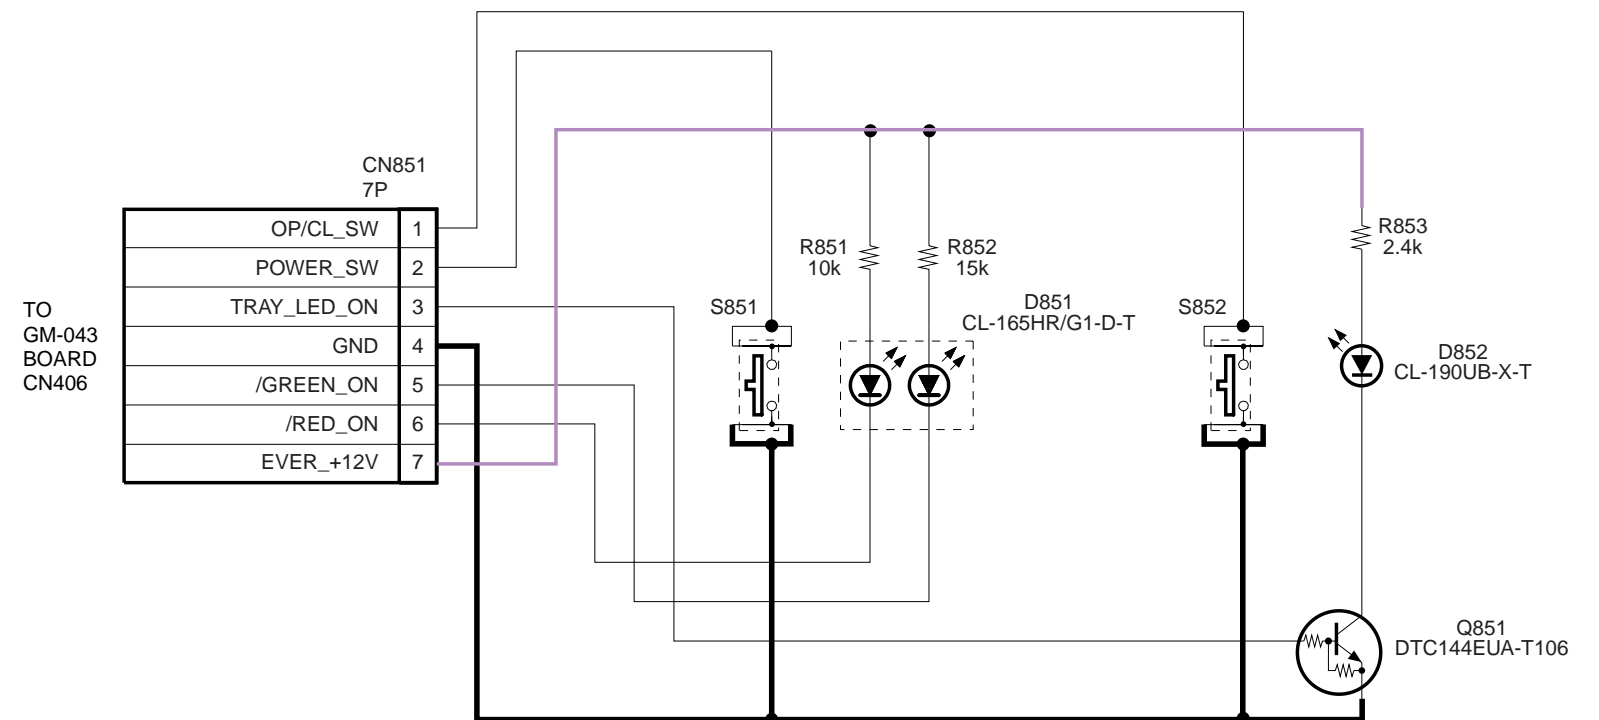 CN851
7P
OP/CL_SW 1
POWER_SW 2
TRAY_LED_ON 3
GND 4
/GREEN_ON 5
/RED_ON 6
EVER_+12V 7
TO
GM-043
BOARD
CN406
S851
R851
10k
R852
15k
D851
CL-165HR/G1-D-T
S852
R853
2.4k
D852
CL-190UB-X-T
Q851
DTC144EUA-T106